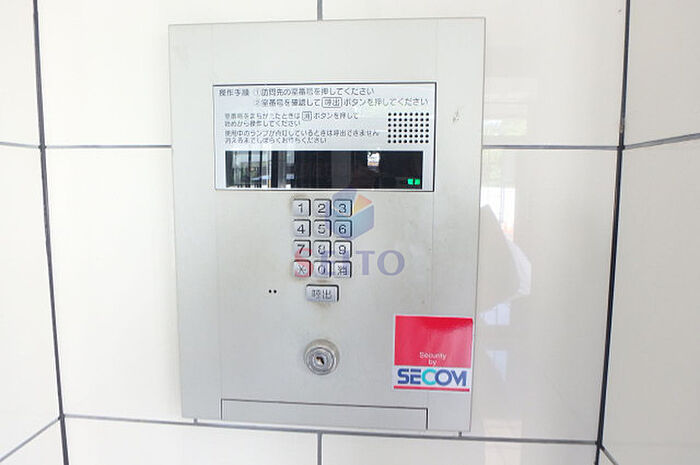 操作手順 ①訪問先の室番号を押してください
②室番号を確認して 呼出 ボタンを押してください
室番号をまちがえたときは 消 ボタンを押して
始めから操作してください
使用中のランプが点灯しているときは呼出できません
消えるまでしばらくお待ちください
1 2 3
4 5 6
7 8 9
* 0 消
呼出
SEITO
Security
by
SECOM